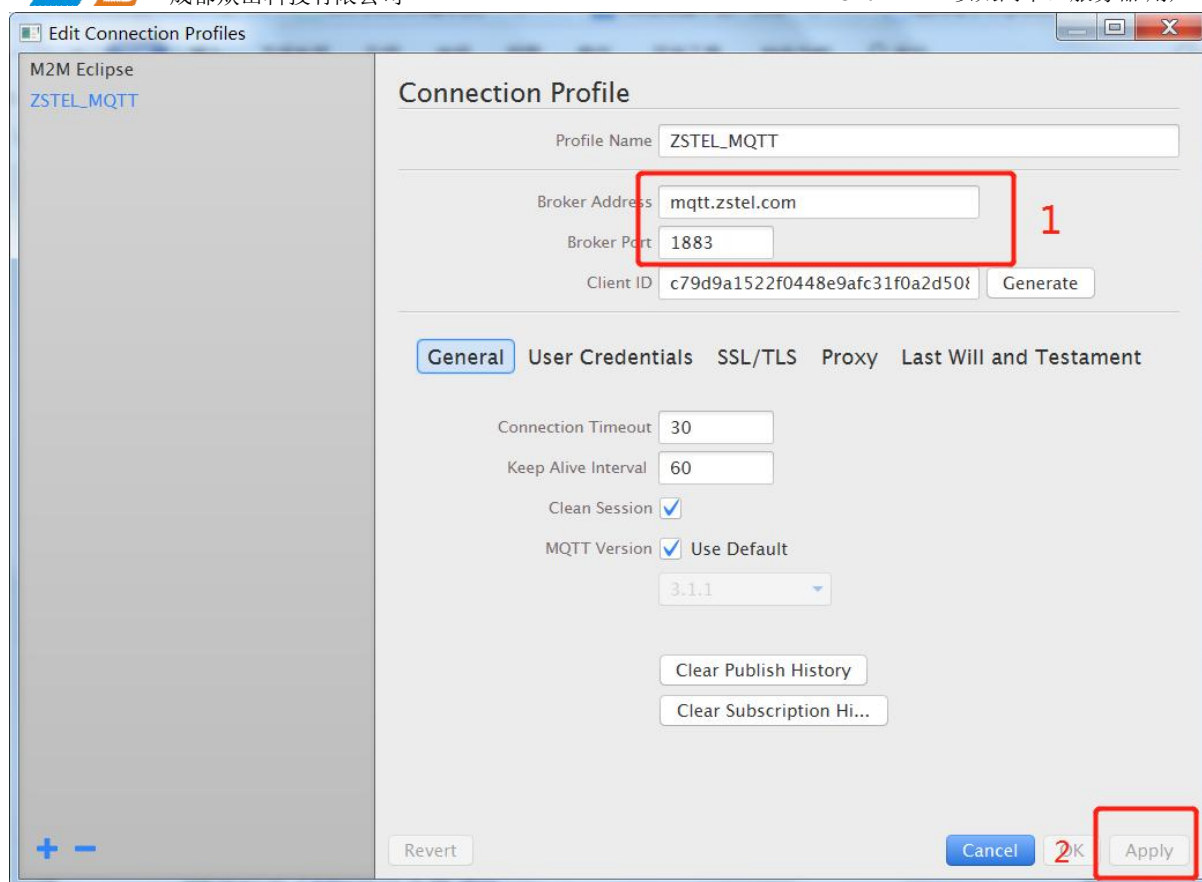 Edit Connection Profiles
M2M Eclipse
ZSTEL_MQTT
Connection Profile
Profile Name ZSTEL_MQTT
Broker Address mqtt.zstel.com
1
Broker Port 1883
Client ID c79d9a1522f0448e9afc31f0a2d508 Generate
General User Credentials SSL/TLS Proxy Last Will and Testament
Connection Timeout 30
Keep Alive Interval 60
Clean Session
MQTT Version Use Default
3.1.1
Clear Publish History
Clear Subscription Hi...
+ − Revert Cancel 2 OK Apply